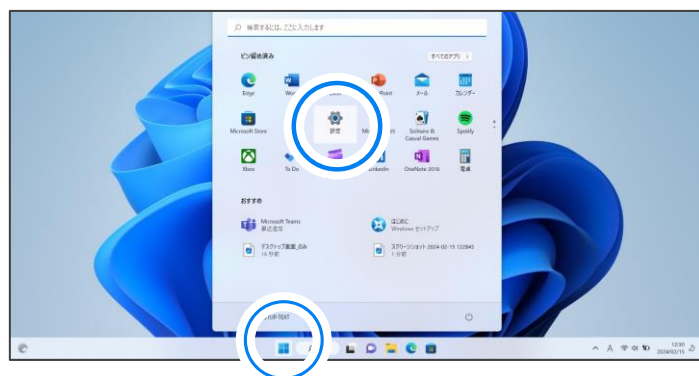 検索するには、ここに入力します
ピン留め済み
すべてのアプリ >
Edge
PowerPoint
メール
カレンダー
Microsoft Store
設定
Solitaire & Casual Games
Spotify
Xbox
To Do
LinkedIn
OneNote 2016
電卓
おすすめ
Microsoft Teams
最近追加
はじめに
Windows セットアップ
デスクトップ画面_のみ
14 分前
スクリーンショット 2024-02-15 122845
1 分前
TUP-TEXT
A
12:30
2024/02/15